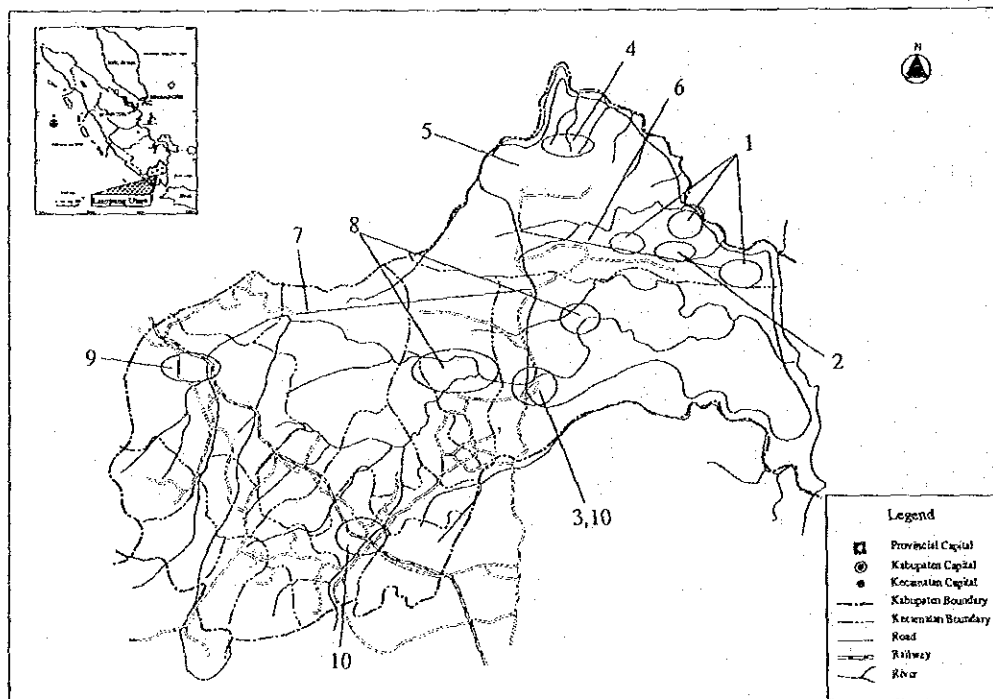 4
6
5
1
8
7
2
9
3,10
10
Lampung Utara
Legend
Provincial Capital
Kabupaten Capital
Kecamatan Capital
Kabupaten Boundary
Kecamatan Boundary
Road
Railway
River